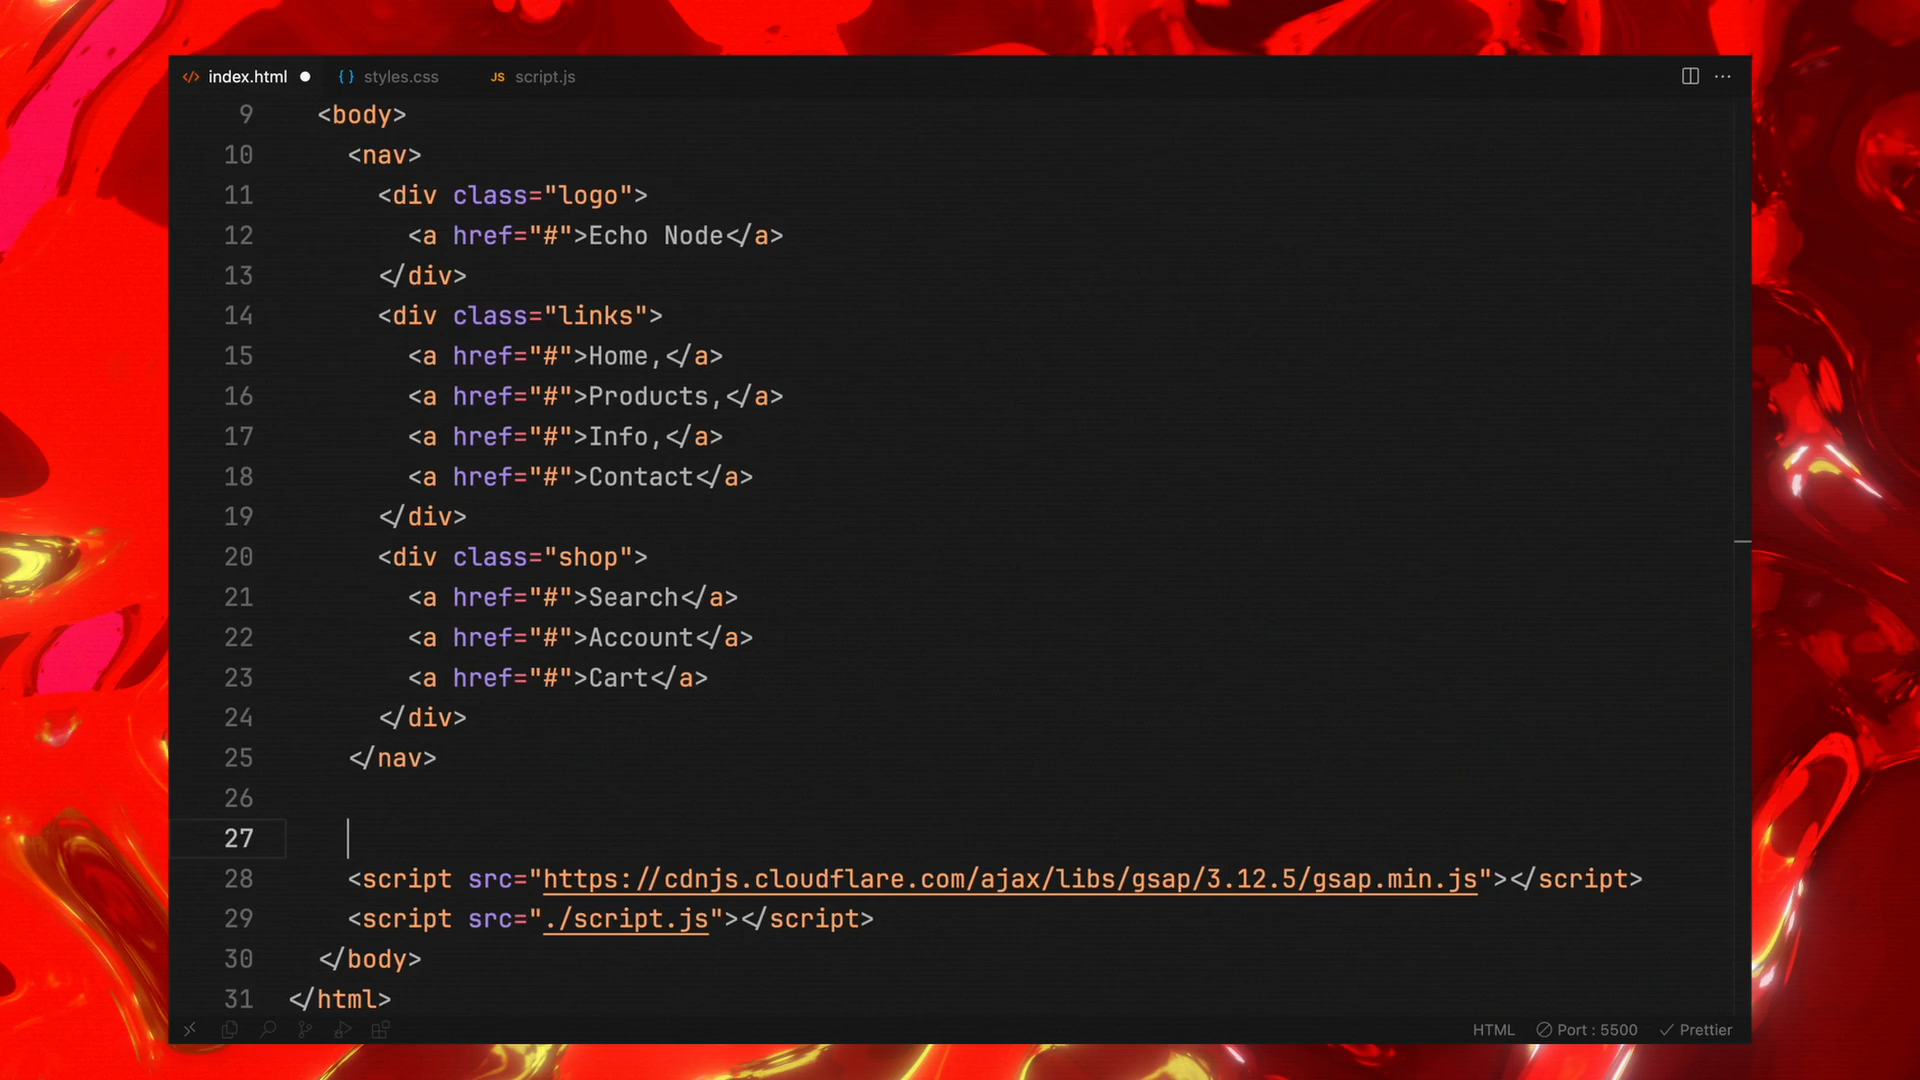 index.html styles.css JS script.js
9 <body>
10 <nav>
11 <div class="logo">
12 <a href="#">Echo Node</a>
13 </div>
14 <div class="links">
15 <a href="#">Home,</a>
16 <a href="#">Products,</a>
17 <a href="#">Info,</a>
18 <a href="#">Contact</a>
19 </div>
20 <div class="shop">
21 <a href="#">Search</a>
22 <a href="#">Account</a>
23 <a href="#">Cart</a>
24 </div>
25 </nav>
26
27
28 <script src="https://cdnjs.cloudflare.com/ajax/libs/gsap/3.12.5/gsap.min.js"></script>
29 <script src="./script.js"></script>
30 </body>
31 </html>
HTML Port : 5500 Prettier